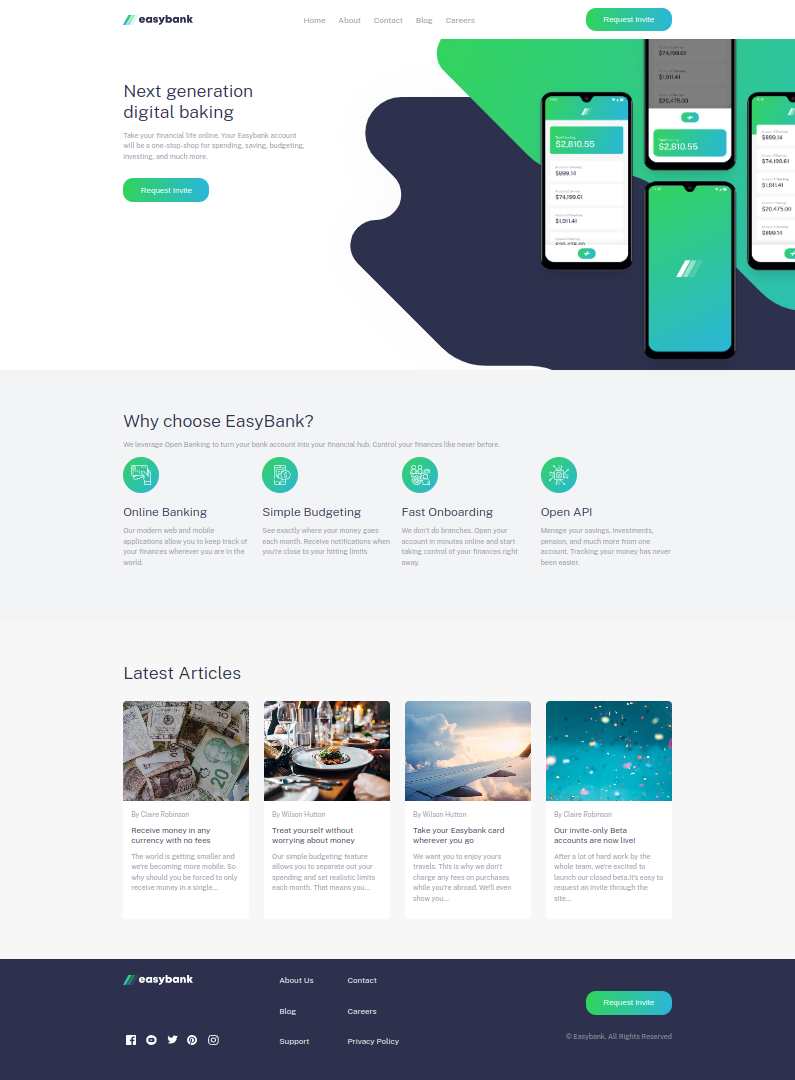 easybank
Home About Contact Blog Careers
Request Invite
Next generation
digital baking
Take your financial life online. Your Easybank account
will be a one-stop-shop for spending, saving, budgeting,
investing, and much more.
Request Invite
$2,810.55
$899.14
$74,199.61
$1,911.41
$20,475.00
$74,199.61
$1,911.41
$20,475.00
$2,810.55
$899.14
$74,199.61
$1,911.41
$20,475.00
$899.14
Why choose EasyBank?
We leverage Open Banking to turn your bank account into your financial hub. Control your finances like never before.
Online Banking
Our modern web and mobile
applications allow you to keep track of
your finances wherever you are in the
world.
Simple Budgeting
See exactly where your money goes
each month. Receive notifications when
you're close to your hitting limits
Fast Onboarding
We don't do branches. Open your
account in minutes online and start
taking control of your finances right
away.
Open API
Manage your savings, investments,
pension, and much more from one
account. Tracking your money has never
been easier.
Latest Articles
By Claire Robinson
Receive money in any
currency with no fees
The world is getting smaller and
we're becoming more mobile. So
why should you be forced to only
receive money in a single...
By Wilson Hutton
Treat yourself without
worrying about money
Our simple budgeting feature
allows you to separate out your
spending and set realistic limits
each month. That means you...
By Wilson Hutton
Take your Easybank card
wherever you go
We want you to enjoy yours
travels. This is why we don't
charge any fees on purchases
while you're abroad. We'll even
show you...
By Claire Robinson
Our invite-only Beta
accounts are now live!
After a lot of hard work by the
whole team, we're excited to
launch our closed beta.It's easy to
request an invite through the
site...
easybank
About Us
Blog
Support
Contact
Careers
Privacy Policy
Request Invite
© Easybank. All Rights Reserved